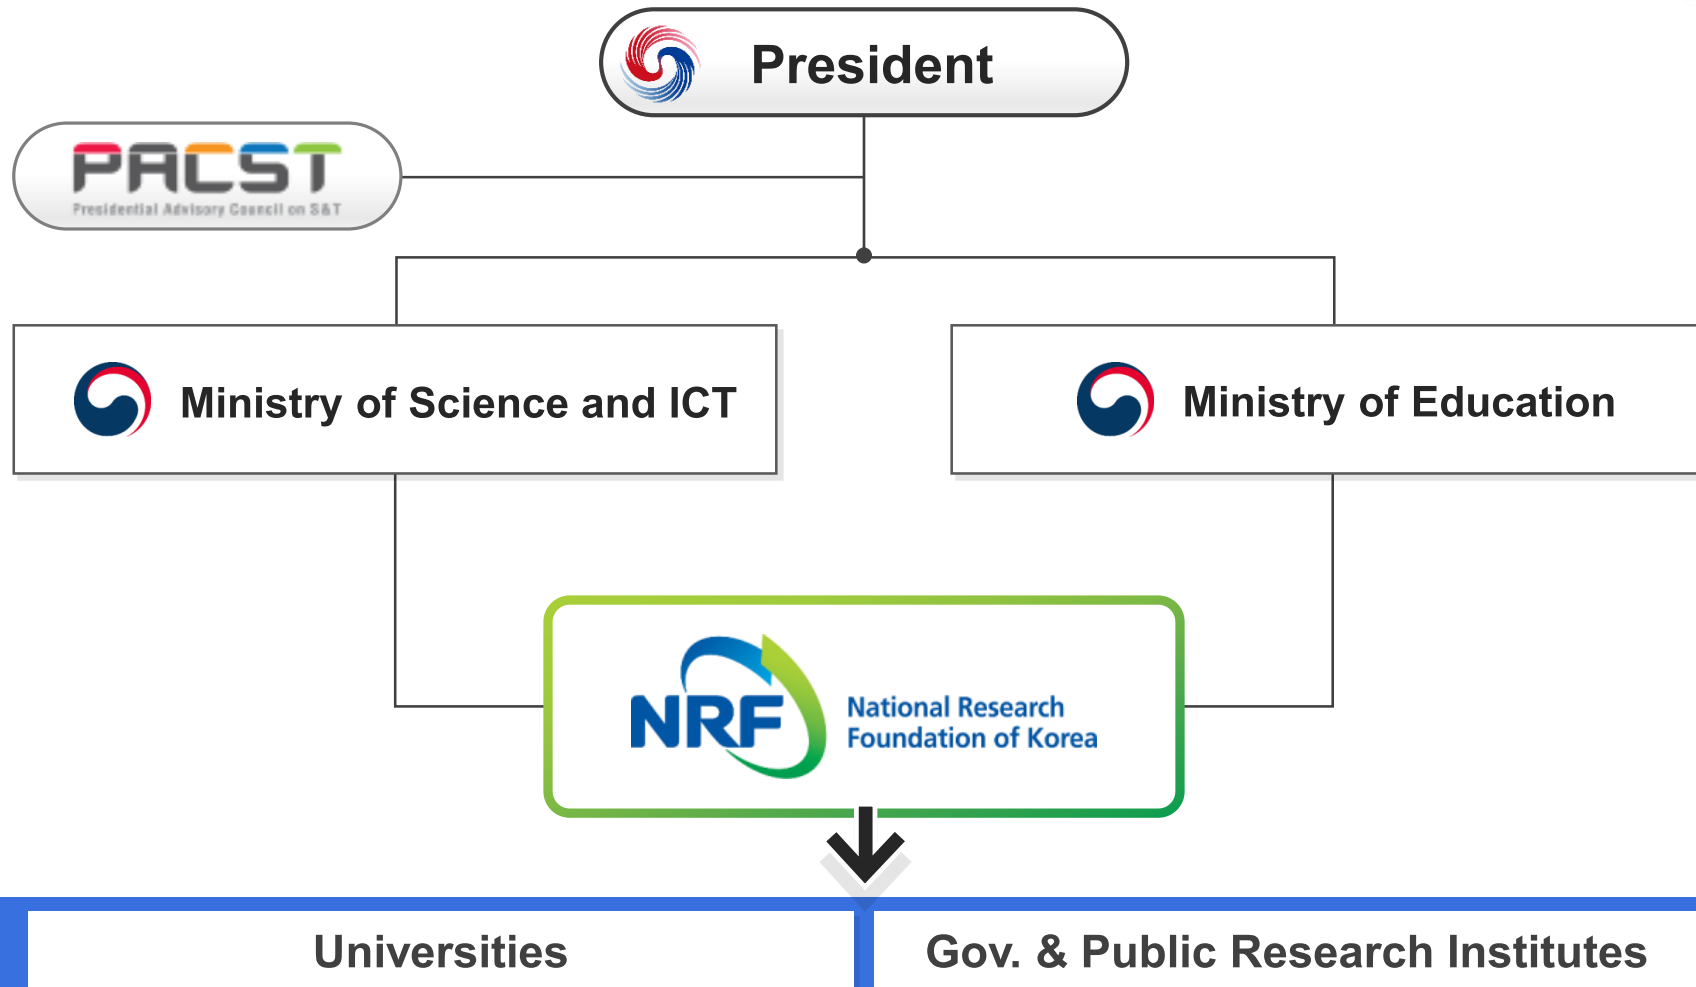 President
PACST
Presidential Advisory Council on S&T
Ministry of Science and ICT
Ministry of Education
NRF
National Research
Foundation of Korea
Universities
Gov. & Public Research Institutes